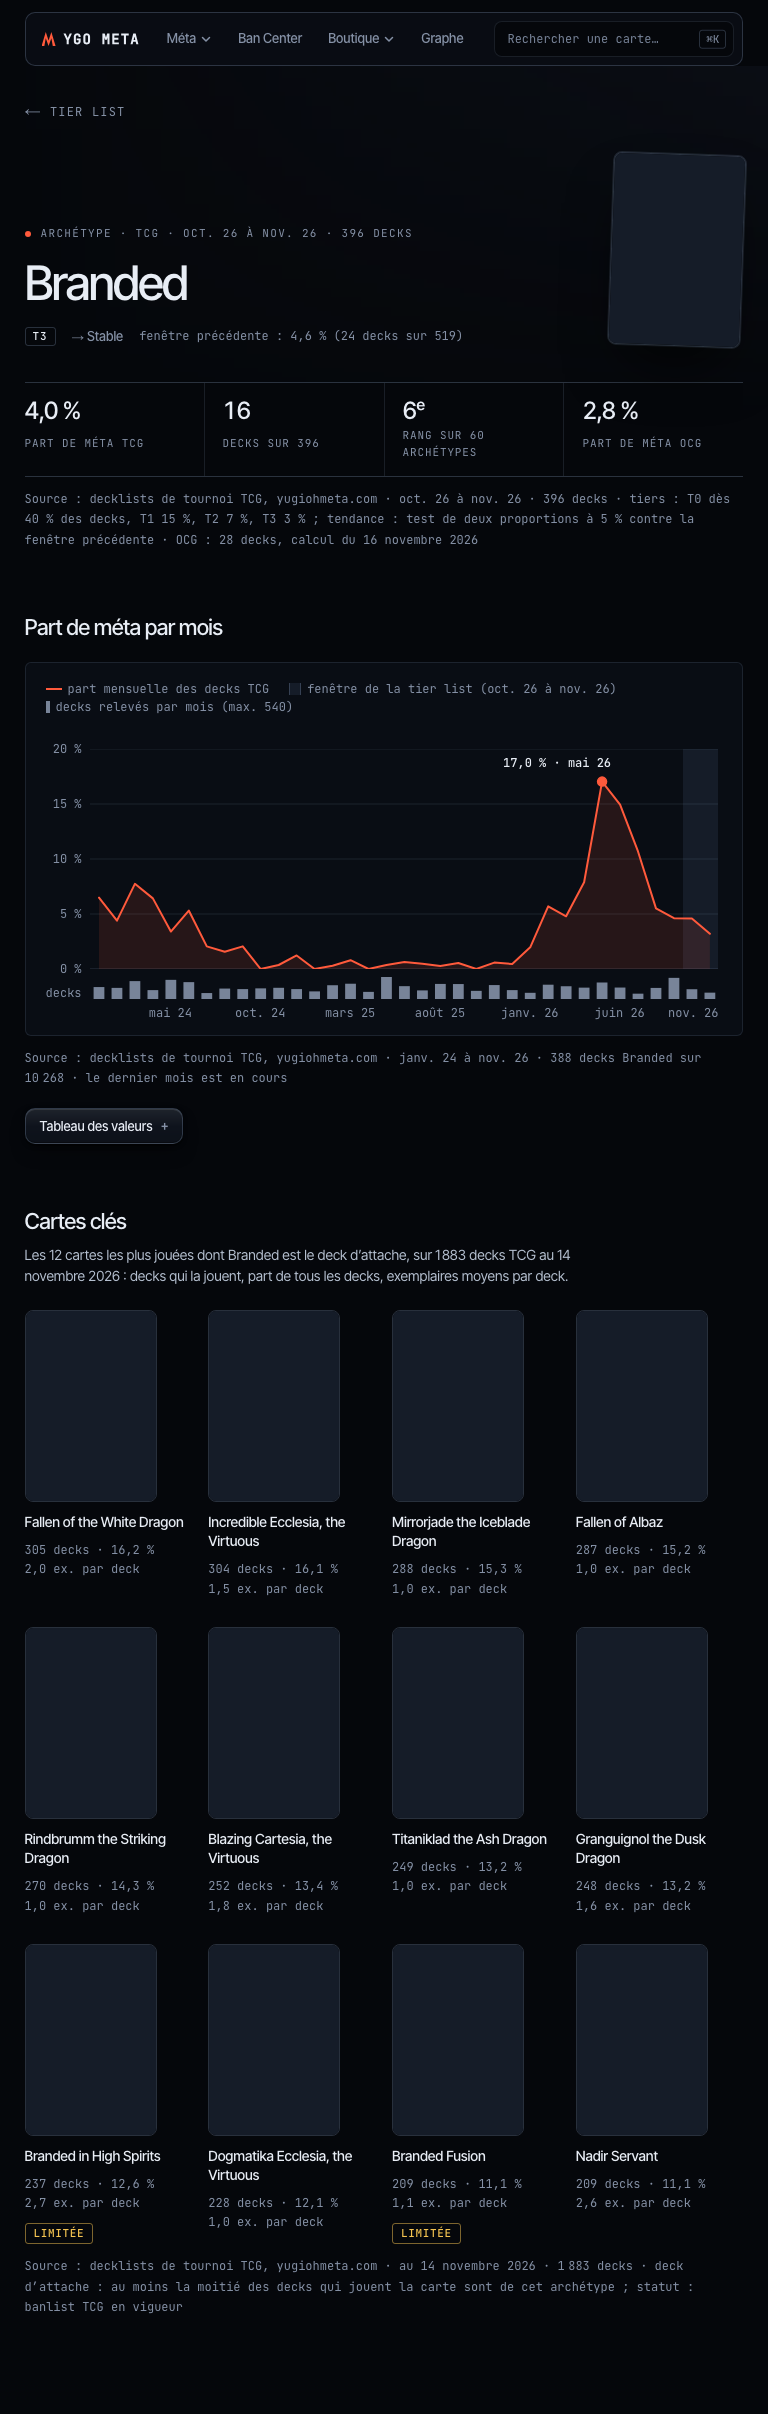 YGO META
Méta
Ban Center
Boutique
Graphe
Rechercher une carte…
⌘K
← TIER LIST
ARCHÉTYPE · TCG · OCT. 26 À NOV. 26 · 396 DECKS
Branded
T3
→ Stable
fenêtre précédente : 4,6 % (24 decks sur 519)
4,0 %
PART DE MÉTA TCG
16
DECKS SUR 396
6e
RANG SUR 60
ARCHÉTYPES
2,8 %
PART DE MÉTA OCG
Source : decklists de tournoi TCG, yugiohmeta.com · oct. 26 à nov. 26 · 396 decks · tiers : T0 dès
40 % des decks, T1 15 %, T2 7 %, T3 3 % ; tendance : test de deux proportions à 5 % contre la
fenêtre précédente · OCG : 28 decks, calcul du 16 novembre 2026
Part de méta par mois
part mensuelle des decks TCG
fenêtre de la tier list (oct. 26 à nov. 26)
decks relevés par mois (max. 540)
20 %
17,0 % · mai 26
15 %
10 %
5 %
0 %
decks
mai 24
oct. 24
mars 25
août 25
janv. 26
juin 26
nov. 26
Source : decklists de tournoi TCG, yugiohmeta.com · janv. 24 à nov. 26 · 388 decks Branded sur
10 268 · le dernier mois est en cours
Tableau des valeurs +
Cartes clés
Les 12 cartes les plus jouées dont Branded est le deck d’attache, sur 1 883 decks TCG au 14
novembre 2026 : decks qui la jouent, part de tous les decks, exemplaires moyens par deck.
Fallen of the White Dragon
305 decks · 16,2 %
2,0 ex. par deck
Incredible Ecclesia, the
Virtuous
304 decks · 16,1 %
1,5 ex. par deck
Mirrorjade the Iceblade
Dragon
288 decks · 15,3 %
1,0 ex. par deck
Fallen of Albaz
287 decks · 15,2 %
1,0 ex. par deck
Rindbrumm the Striking
Dragon
270 decks · 14,3 %
1,0 ex. par deck
Blazing Cartesia, the
Virtuous
252 decks · 13,4 %
1,8 ex. par deck
Titaniklad the Ash Dragon
249 decks · 13,2 %
1,0 ex. par deck
Granguignol the Dusk
Dragon
248 decks · 13,2 %
1,6 ex. par deck
Branded in High Spirits
237 decks · 12,6 %
2,7 ex. par deck
LIMITÉE
Dogmatika Ecclesia, the
Virtuous
228 decks · 12,1 %
1,0 ex. par deck
Branded Fusion
209 decks · 11,1 %
1,1 ex. par deck
LIMITÉE
Nadir Servant
209 decks · 11,1 %
2,6 ex. par deck
Source : decklists de tournoi TCG, yugiohmeta.com · au 14 novembre 2026 · 1 883 decks · deck
d’attache : au moins la moitié des decks qui jouent la carte sont de cet archétype ; statut :
banlist TCG en vigueur